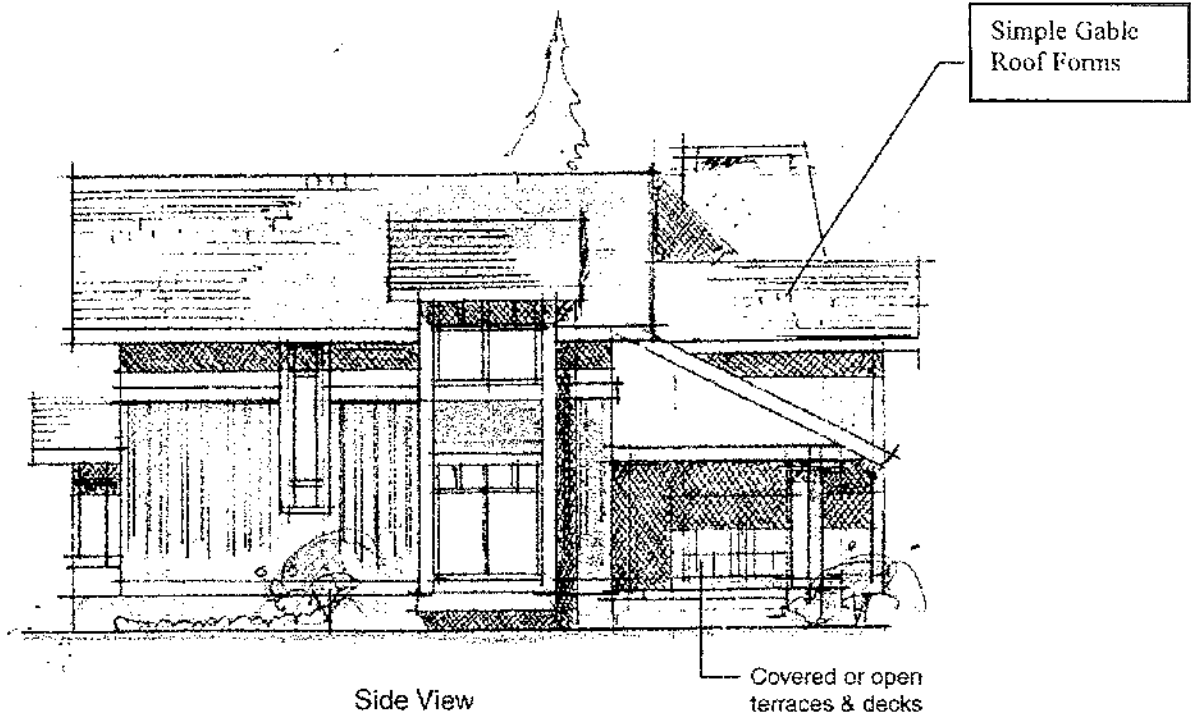 Simple Gable
Roof Forms
Side View
Covered or open
terraces & decks